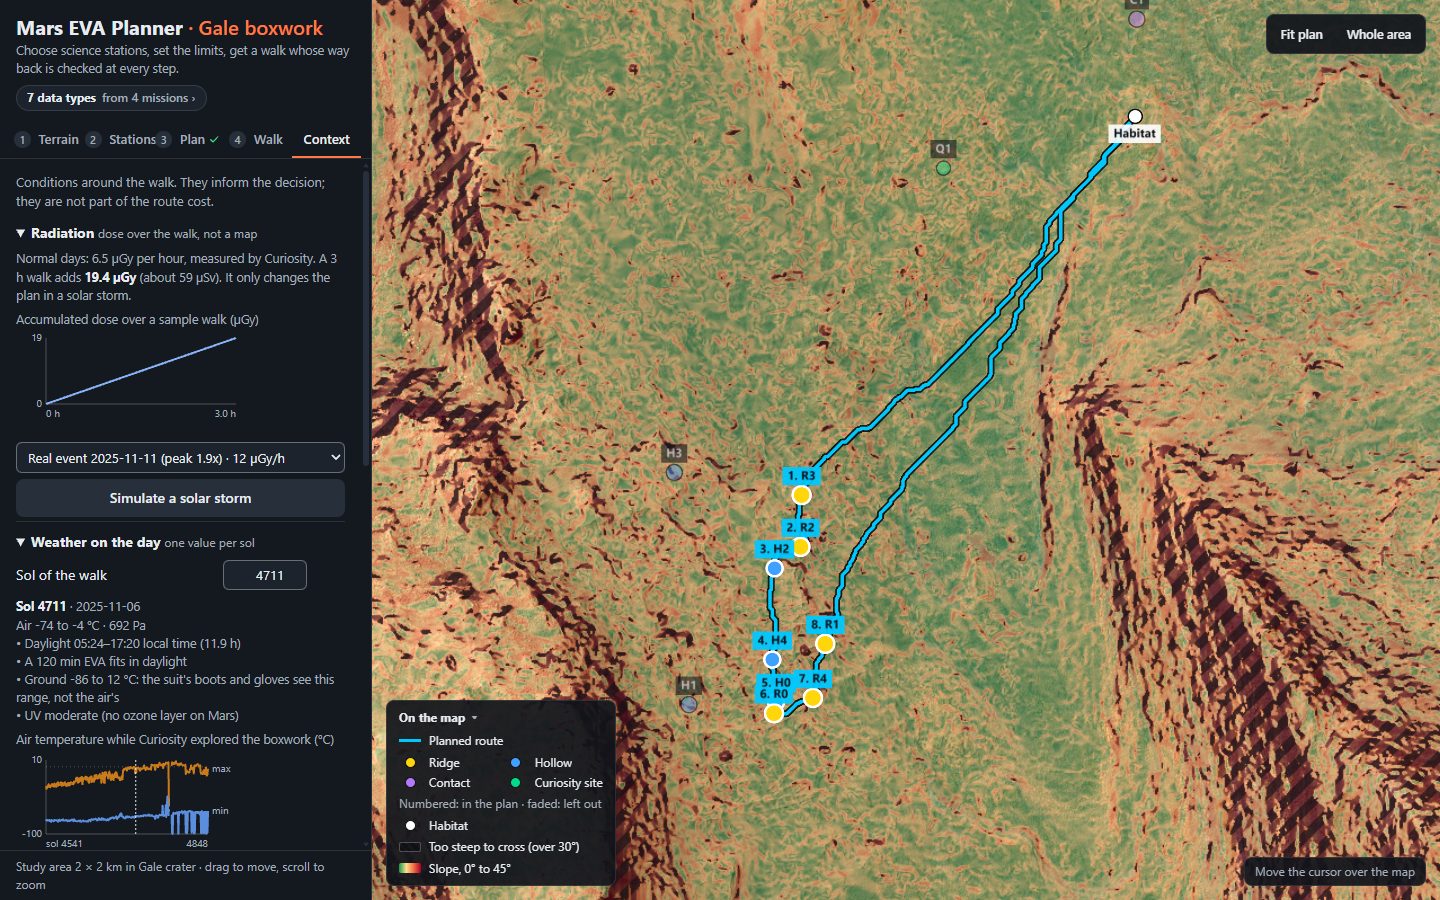 Mars EVA Planner · Gale boxwork
Choose science stations, set the limits, get a walk whose way
back is checked at every step.
7 data types from 4 missions ›
1 Terrain 2 Stations 3 Plan ✓ 4 Walk Context
Conditions around the walk. They inform the decision;
they are not part of the route cost.
▼ Radiation dose over the walk, not a map
Normal days: 6.5 µGy per hour, measured by Curiosity. A 3
h walk adds 19.4 µGy (about 59 µSv). It only changes the
plan in a solar storm.
Accumulated dose over a sample walk (µGy)
19
0
0 h 3.0 h
Real event 2025-11-11 (peak 1.9x) · 12 µGy/h
Simulate a solar storm
▼ Weather on the day one value per sol
Sol of the walk 4711
Sol 4711 · 2025-11-06
Air -74 to -4 °C · 692 Pa
• Daylight 05:24–17:20 local time (11.9 h)
• A 120 min EVA fits in daylight
• Ground -86 to 12 °C: the suit's boots and gloves see this
range, not the air's
• UV moderate (no ozone layer on Mars)
Air temperature while Curiosity explored the boxwork (°C)
10
max
min
-100
sol 4541 4848
Study area 2 × 2 km in Gale crater · drag to move, scroll to
zoom
Fit plan Whole area
Habitat
Q1
H3
1. R3
2. R2
3. H2
8. R1
4. H4
5. H0 7. R4
6. R0
H1
On the map
Planned route
Ridge Hollow
Contact Curiosity site
Numbered: in the plan · faded: left out
Habitat
Too steep to cross (over 30°)
Slope, 0° to 45°
Move the cursor over the map